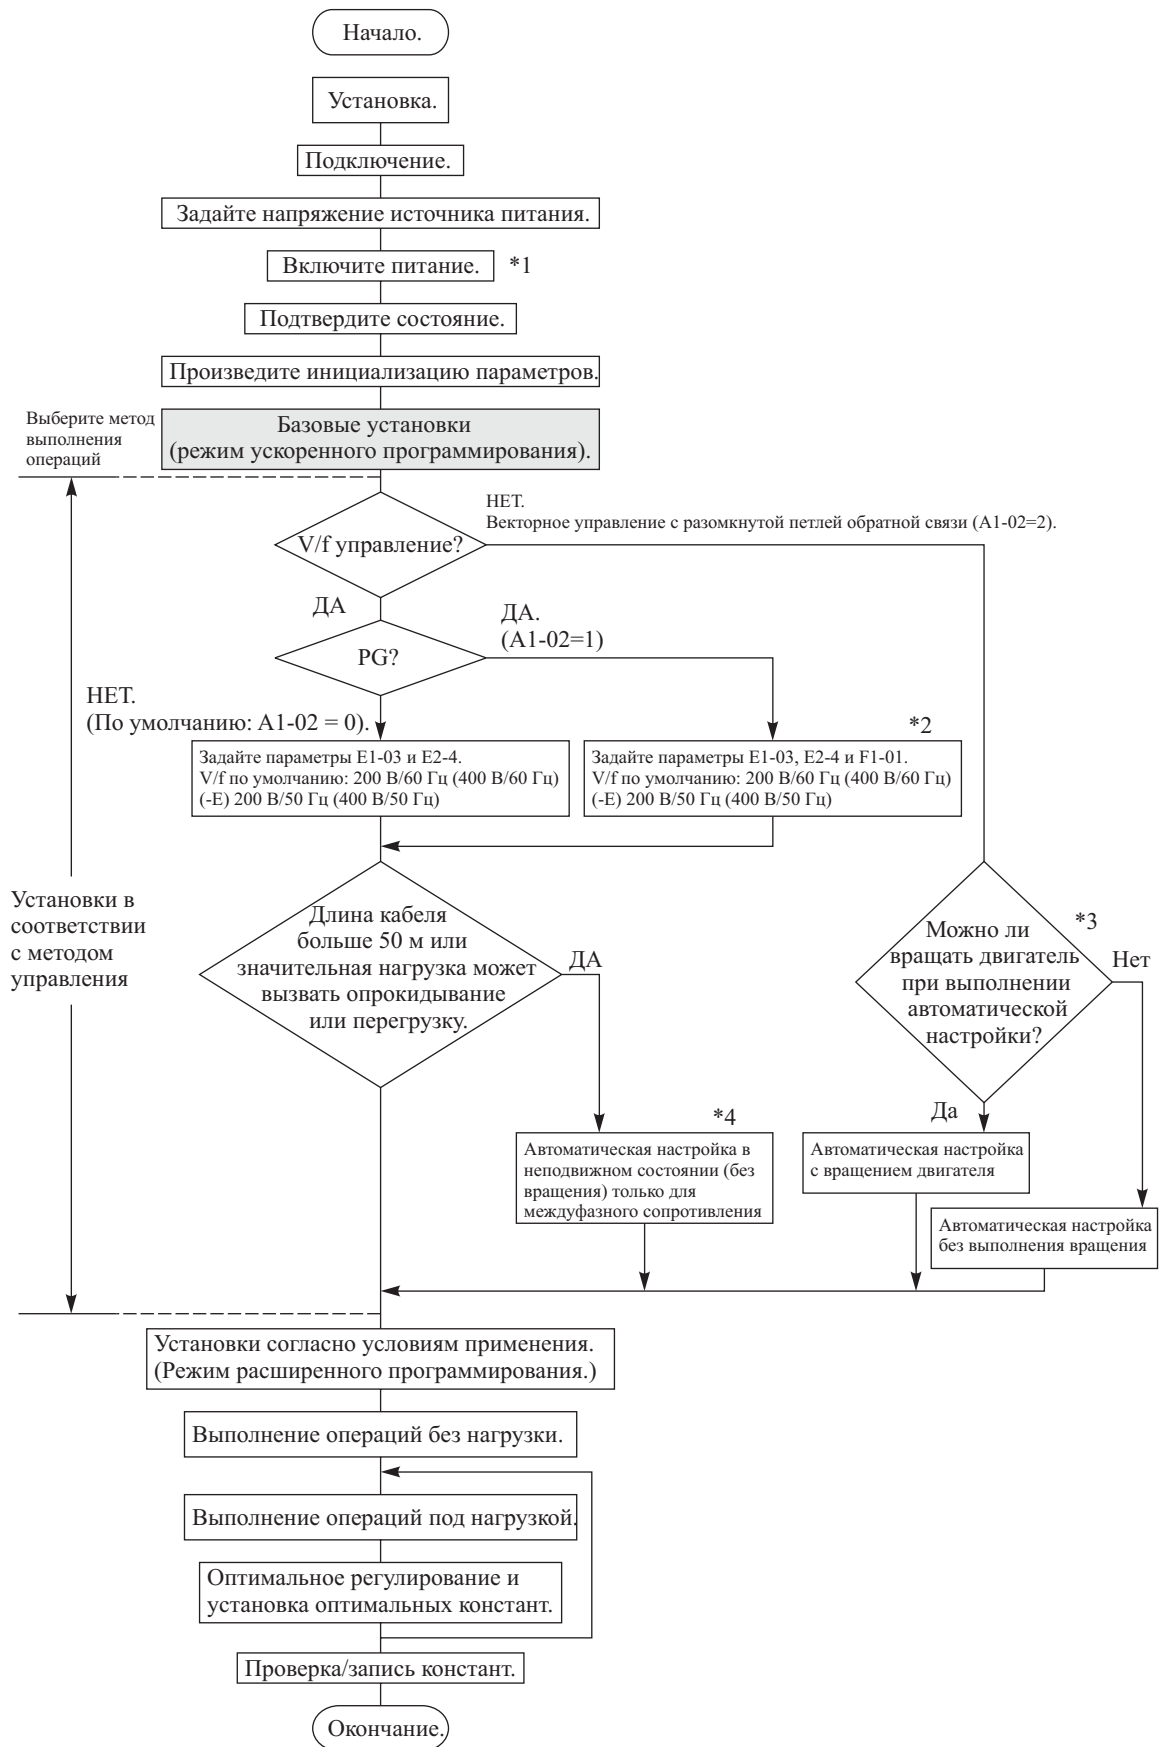 Начало.
Установка.
Подключение.
Задайте напряжение источника питания.
Включите питание.
*1
Подтвердите состояние.
Произведите инициализацию параметров.
Выберите метод
выполнения
операций
Базовые установки
(режим ускоренного программирования).
НЕТ.
Векторное управление с разомкнутой петлей обратной связи (A1-02=2).
V/f управление?
ДА
ДА.
(A1-02=1)
PG?
НЕТ.
(По умолчанию: A1-02 = 0).
*2
Задайте параметры E1-03 и E2-4.
V/f по умолчанию: 200 В/60 Гц (400 В/60 Гц)
(-E) 200 В/50 Гц (400 В/50 Гц)
Задайте параметры E1-03, E2-4 и F1-01.
V/f по умолчанию: 200 В/60 Гц (400 В/60 Гц)
(-E) 200 В/50 Гц (400 В/50 Гц)
Установки в
соответствии
с методом
управления
Длина кабеля
больше 50 м или
значительная нагрузка может
вызвать опрокидывание
или перегрузку.
ДА
*3
Можно ли
вращать двигатель
при выполнении
автоматической
настройки?
Нет
Да
*4
Автоматическая настройка в
неподвижном состоянии (без
вращения) только для
междуфазного сопротивления
Автоматическая настройка
с вращением двигателя
Автоматическая настройка
без выполнения вращения
Установки согласно условиям применения.
(Режим расширенного программирования.)
Выполнение операций без нагрузки.
Выполнение операций под нагрузкой.
Оптимальное регулирование и
установка оптимальных констант.
Проверка/запись констант.
Окончание.